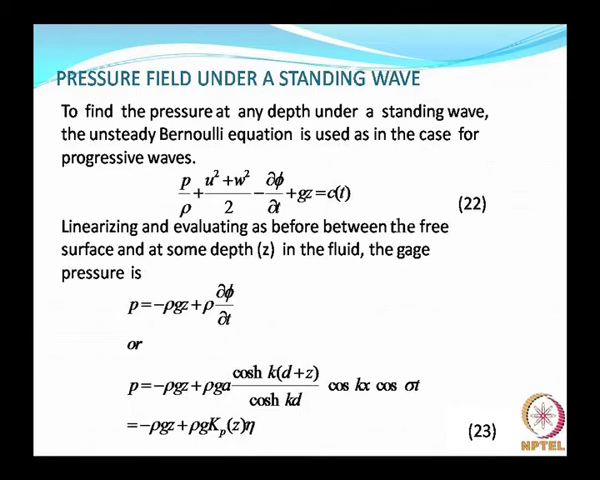 PRESSURE FIELD UNDER A STANDING WAVE
To find the pressure at any depth under a standing wave,
the unsteady Bernoulli equation is used as in the case for
progressive waves.
p/ρ + (u² + w²)/2 − ∂ϕ/∂t + gz = c(t) (22)
Linearizing and evaluating as before between the free
surface and at some depth (z) in the fluid, the gage
pressure is
p = −ρgz + ρ ∂ϕ/∂t
or
p = −ρgz + ρga (cosh k(d + z))/(cosh kd) cos kx cos σt
= −ρgz + ρgKₚ(z)η (23)
NPTEL